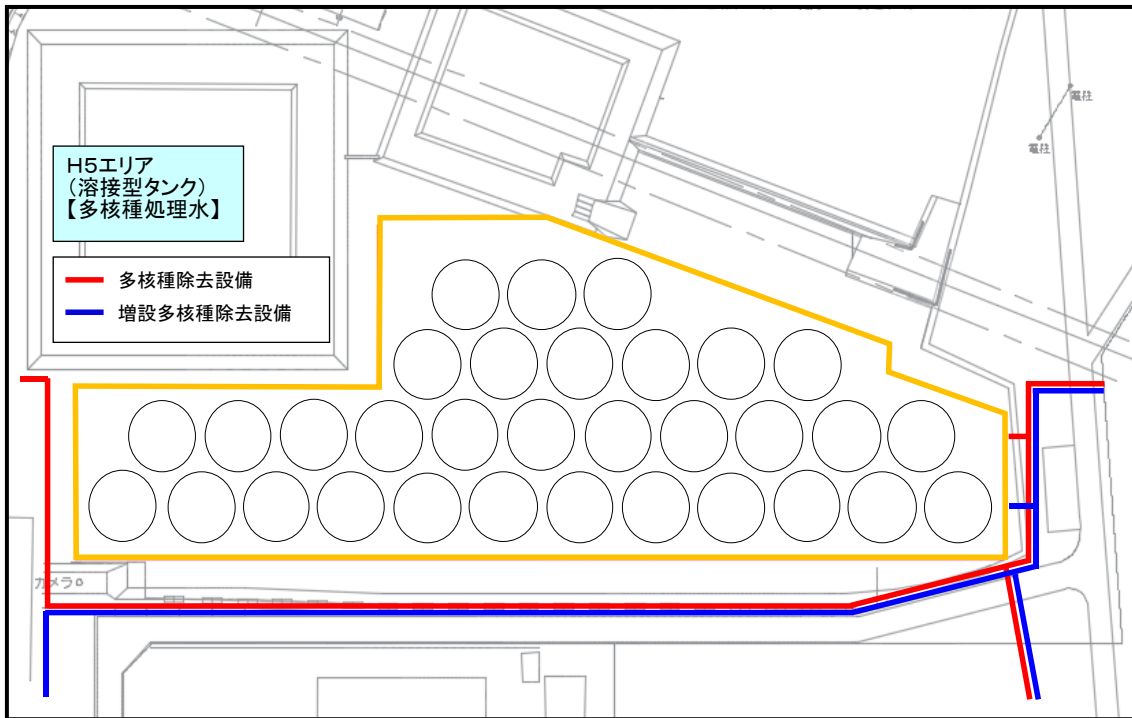 電柱
電柱
H5エリア
(溶接型タンク)
【多核種処理水】
多核種除去設備
増設多核種除去設備
カメラ